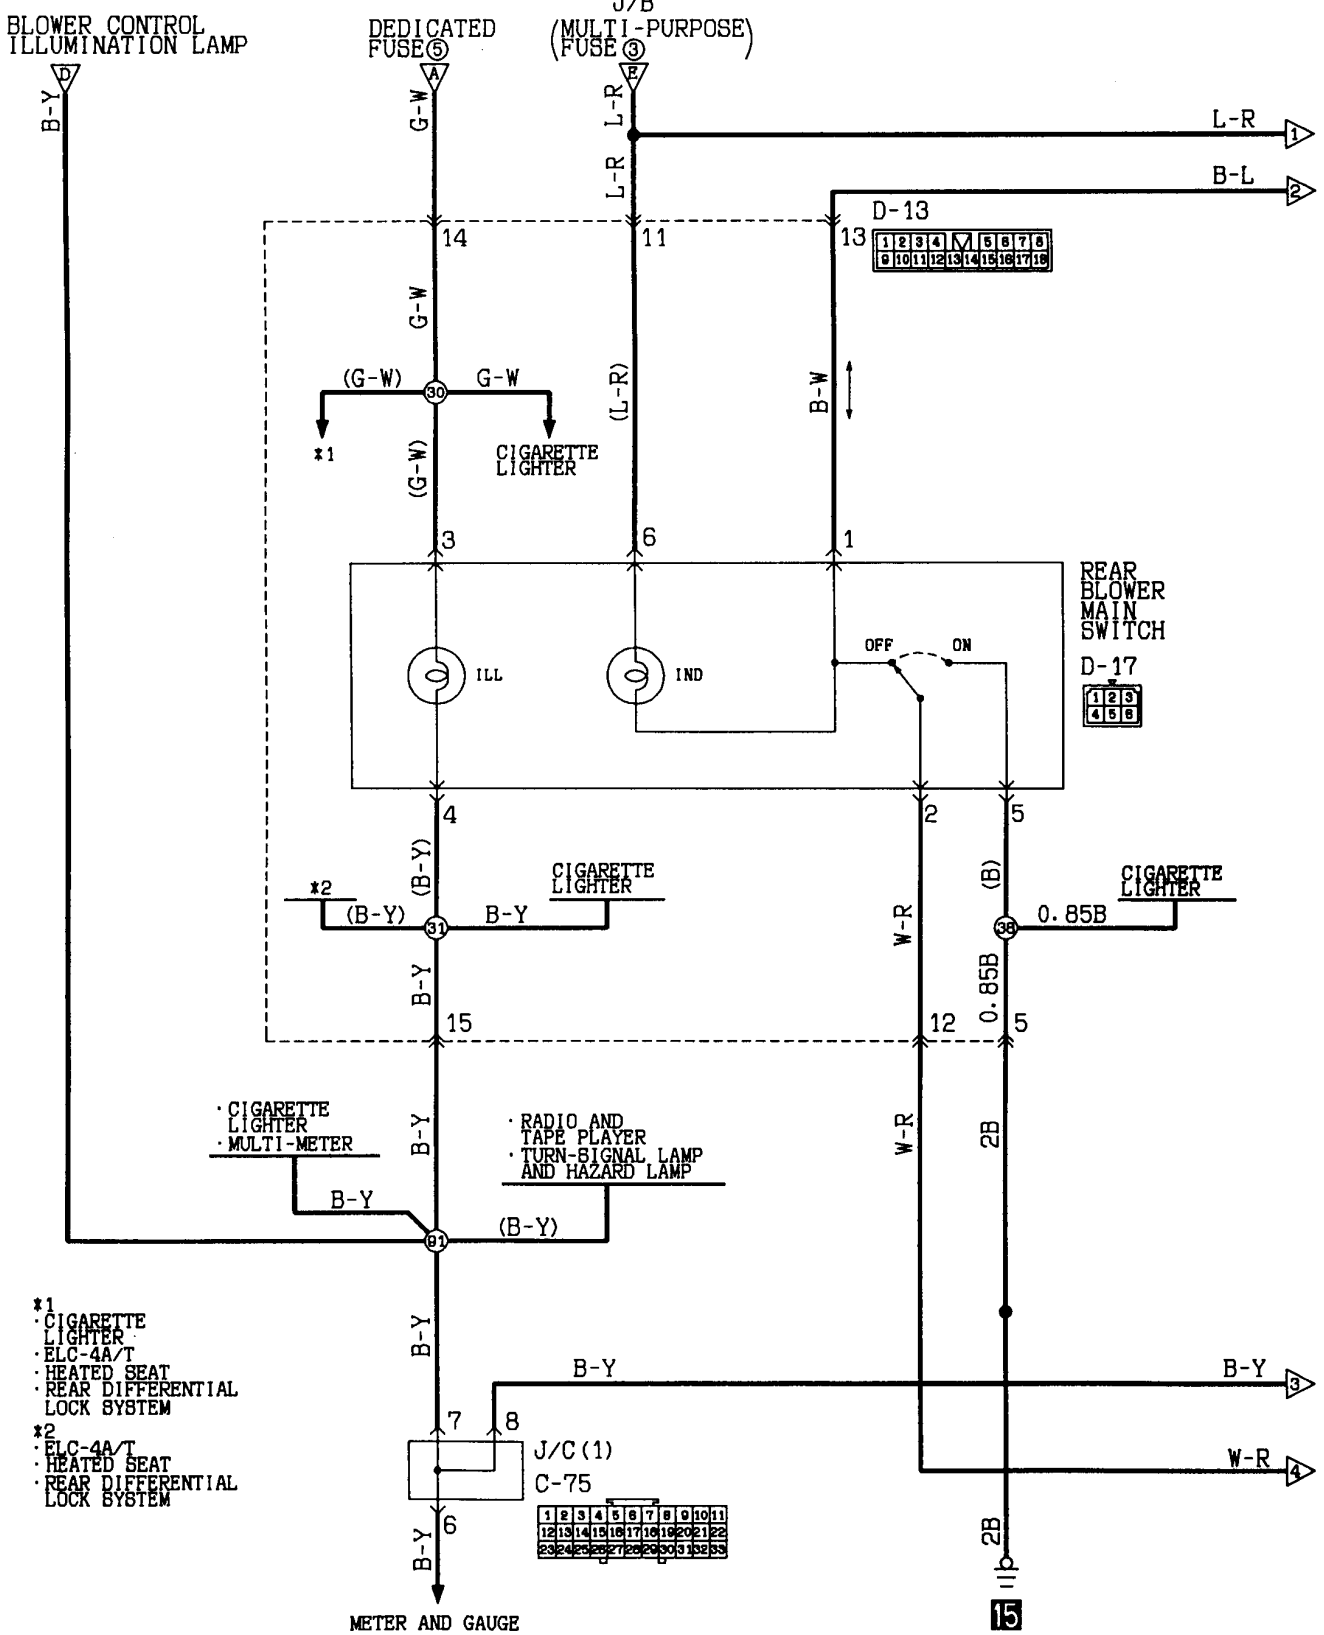 J/B
BLOWER CONTROL
ILLUMINATION LAMP
DEDICATED
FUSE⑤
(MULTI-PURPOSE)
(FUSE ③)
D
A
E
B-Y
G-W
L-R
L-R
1
L-R
B-L
2
D-13
14
11
13
1 2 3 4 5 6 7 8
9 10 11 12 13 14 15 16 17 18
G-W
(G-W)
30
G-W
(L-R)
B-W
*1
CIGARETTE
LIGHTER
(G-W)
3
6
1
REAR
BLOWER
MAIN
SWITCH
OFF
ON
ILL
IND
D-17
1 2 3
4 5 6
4
2
5
(B-Y)
CIGARETTE
LIGHTER
(B)
CIGARETTE
LIGHTER
*2
(B-Y)
31
B-Y
W-R
38
0.85B
B-Y
0.85B
15
12
5
· CIGARETTE
LIGHTER
· MULTI-METER
B-Y
· RADIO AND
TAPE PLAYER
· TURN-SIGNAL LAMP
AND HAZARD LAMP
W-R
2B
B-Y
91
(B-Y)
*1
· CIGARETTE
LIGHTER
· ELC-4A/T
· HEATED SEAT
· REAR DIFFERENTIAL
LOCK SYSTEM
*2
· ELC-4A/T
· HEATED SEAT
· REAR DIFFERENTIAL
LOCK SYSTEM
B-Y
B-Y
B-Y
3
7
8
J/C(1)
C-75
W-R
4
1 2 3 4 5 6 7 8 9 10 11
12 13 14 15 16 17 18 19 20 21 22
23 24 25 26 27 28 29 30 31 32 33
6
B-Y
2B
METER AND GAUGE
15